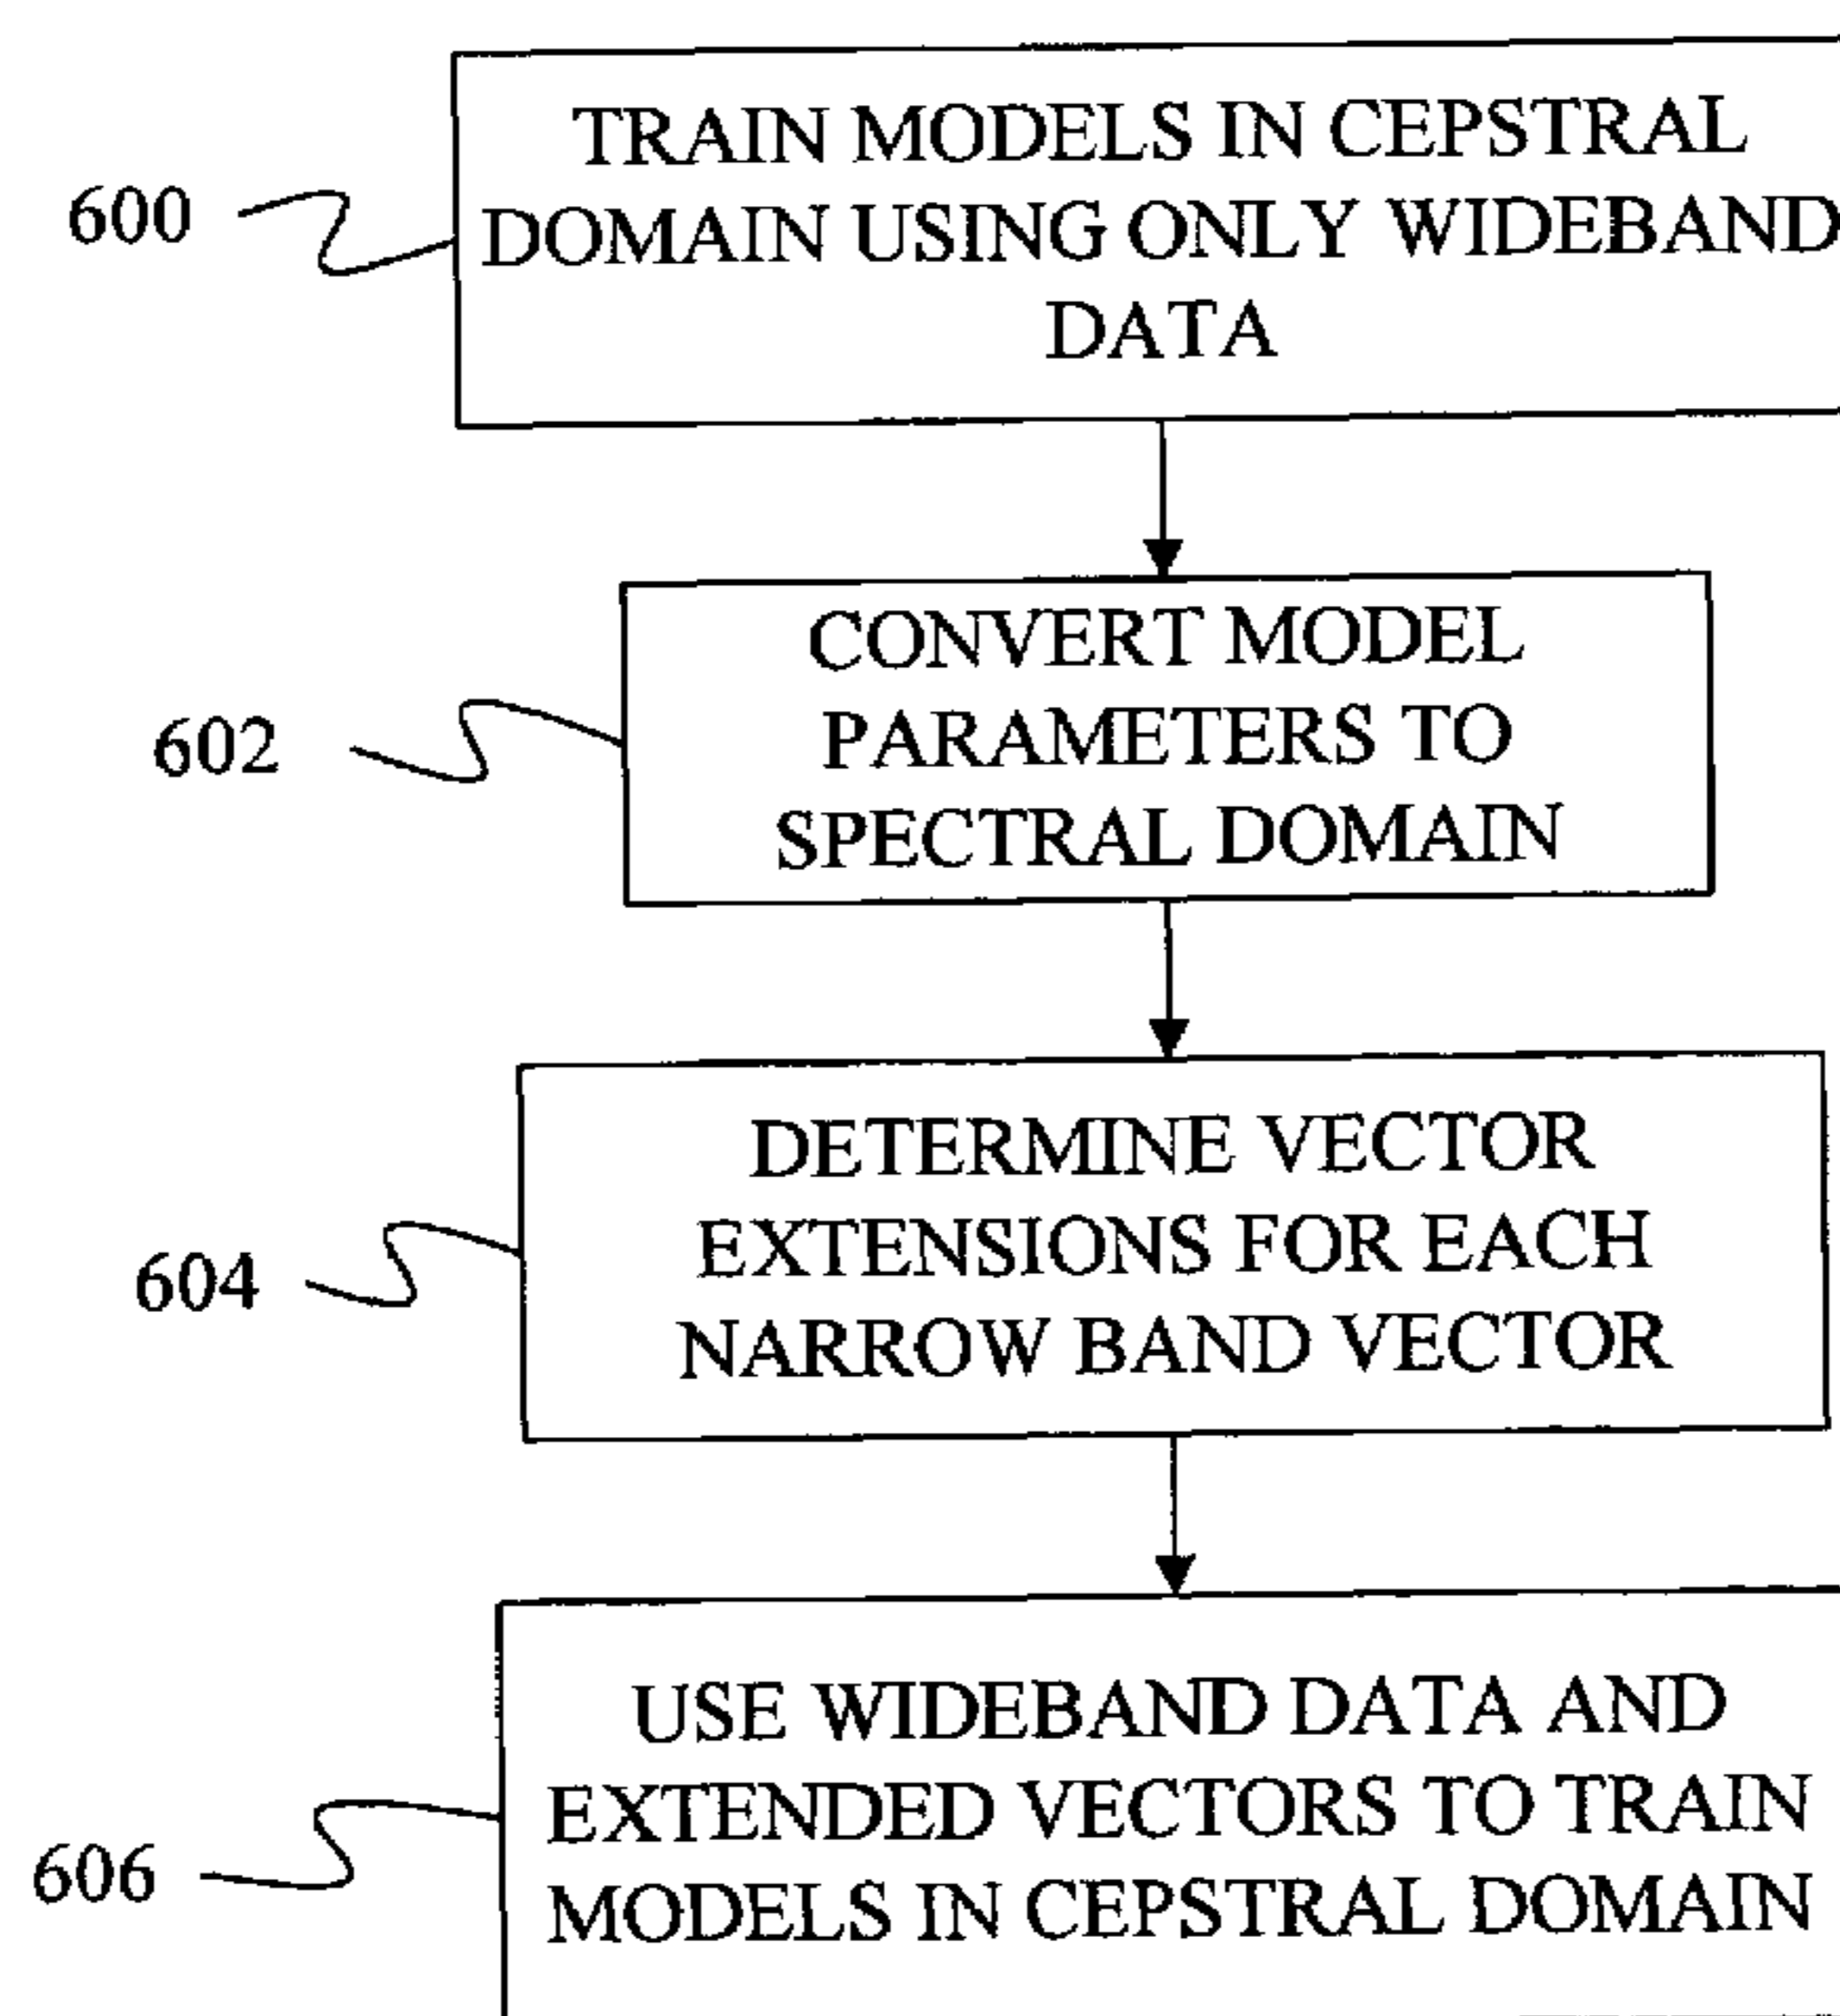 TRAIN MODELS IN CEPSTRAL
600
DOMAIN USING ONLY WIDEBAND
DATA
CONVERT MODEL
602
PARAMETERS TO
SPECTRAL DOMAIN
DETERMINE VECTOR
604
EXTENSIONS FOR EACH
NARROW BAND VECTOR
USE WIDEBAND DATA AND
EXTENDED VECTORS TO TRAIN
606
MODELS IN CEPSTRAL DOMAIN